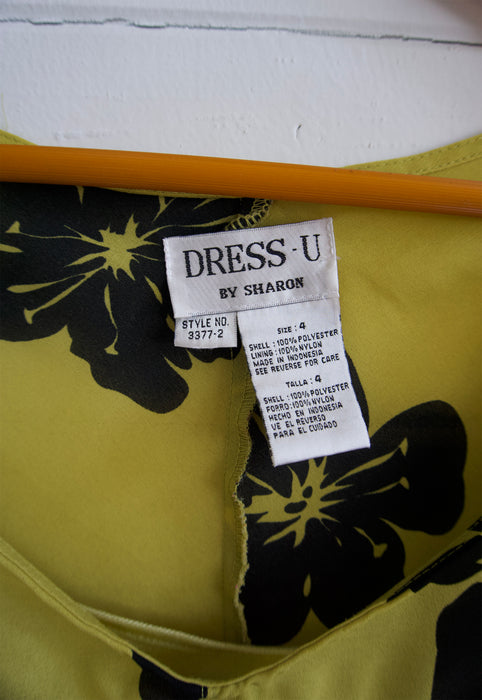 DRESS-U
BY SHARON
STYLE NO.
3377-2
SIZE: 4
SHELL: 100% POLYESTER
LINING: 100% NYLON
MADE IN INDONESIA
SEE REVERSE FOR CARE
TALLA: 4
SHELL: 100% POLYESTER
FORRO: 100% NYLON
HECHO EN INDONESIA
VE EL REVERSO
PARA EL CUIDADO